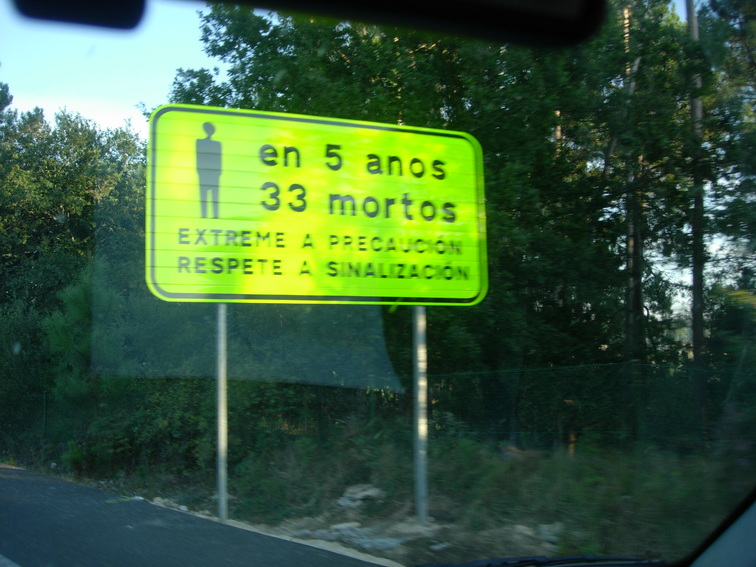 en 5 anos
33 mortos
EXTREME A PRECAUCIÓN
RESPETE A SINALIZACIÓN